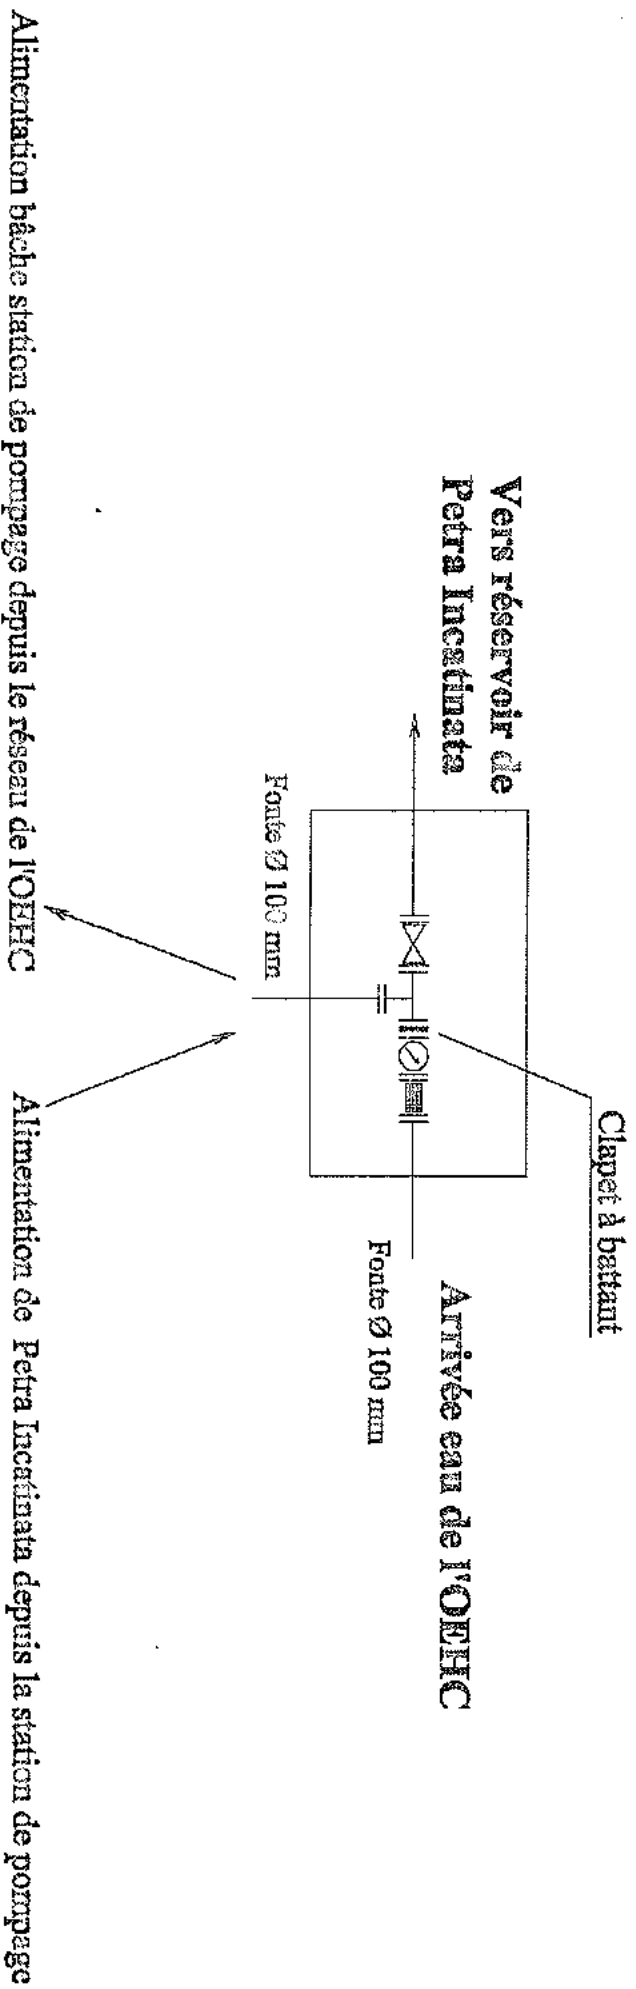 Clapet à battant
Vers réservoir de
Petra Incatinata
Arrivée eau de l'OEHC
Fonte Ø 100 mm
Fonte Ø 100 mm
Alimentation bâche station de pompage depuis le réseau de l'OEHC
Alimentation de Petra Incatinata depuis la station de pompage